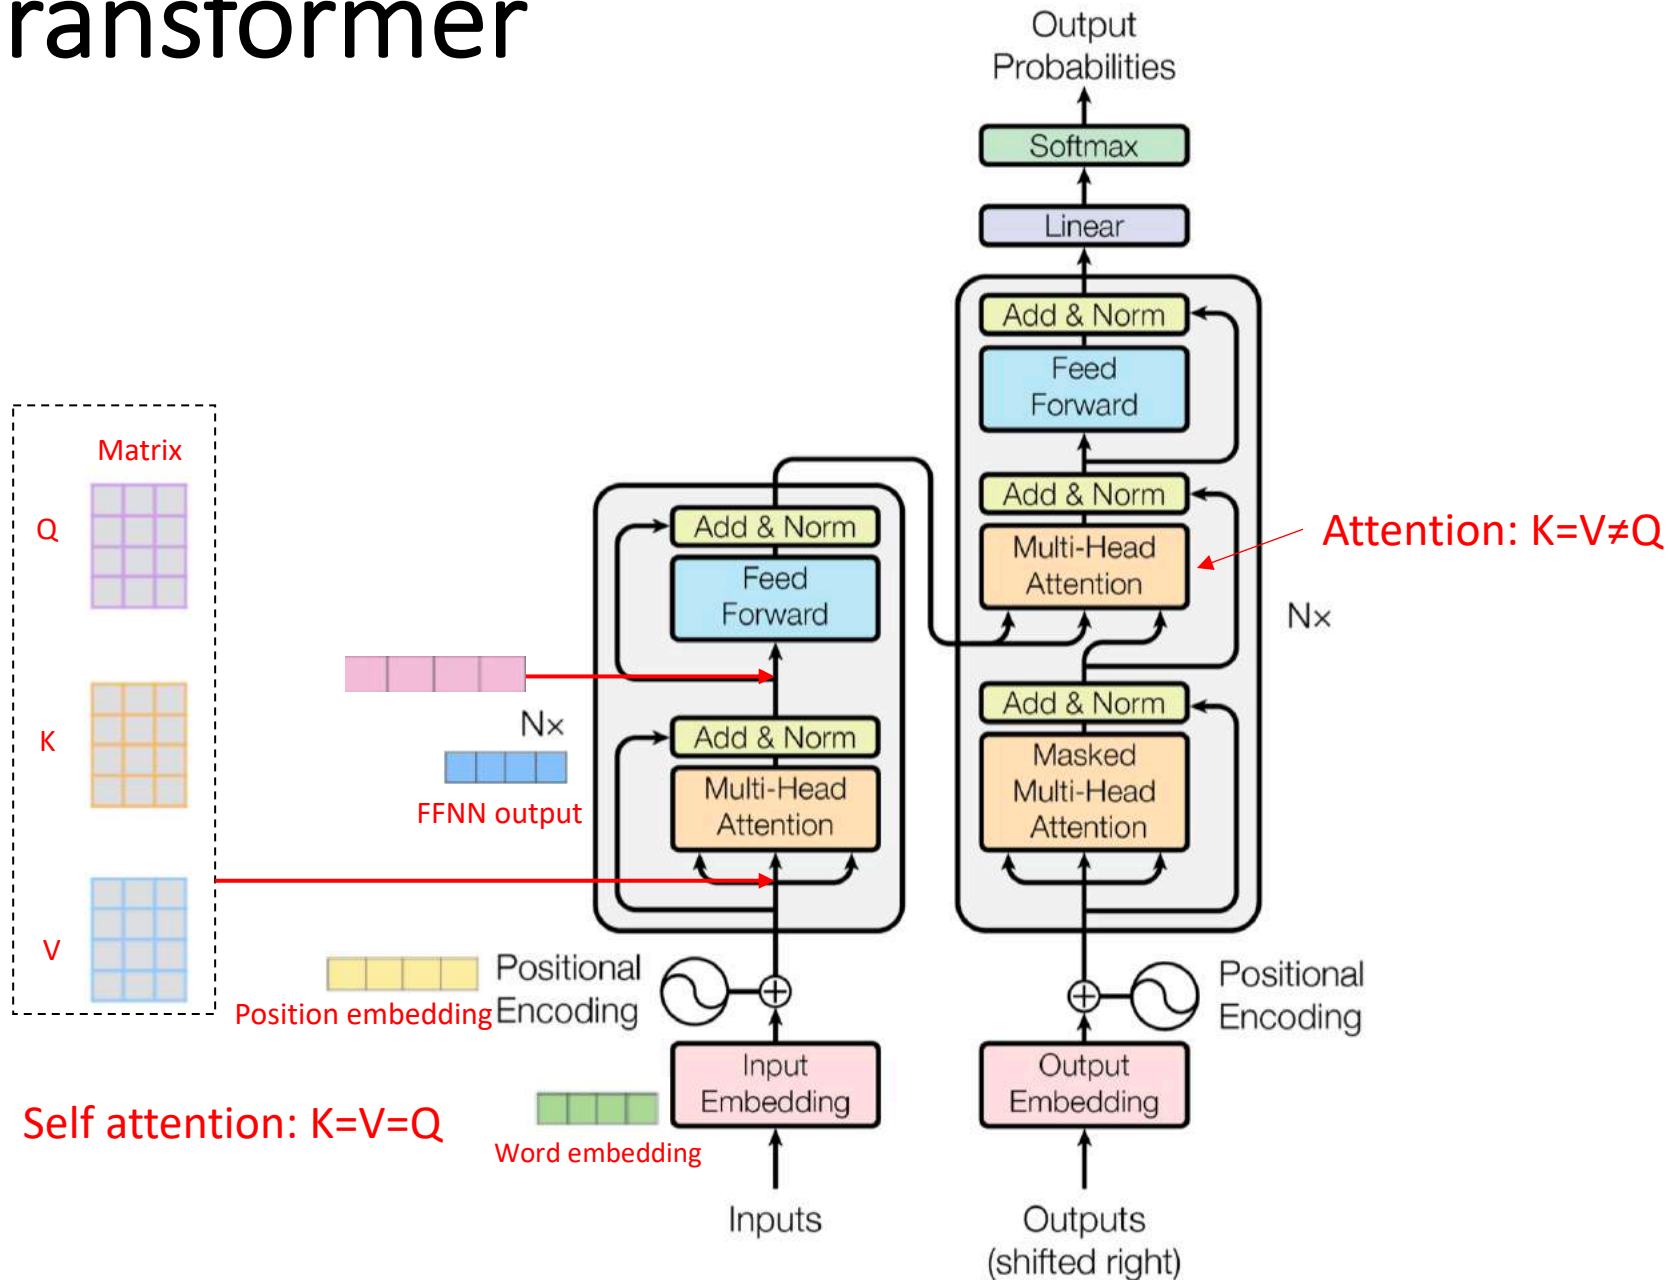 ransformer
Output
Probabilities
Softmax
Linear
Add & Norm
Feed
Forward
Add & Norm
Multi-Head
Attention
Attention: K=V≠Q
N×
Add & Norm
Masked
Multi-Head
Attention
Positional
Encoding
Output
Embedding
Outputs
(shifted right)
Add & Norm
Feed
Forward
N×
Add & Norm
Multi-Head
Attention
FFNN output
Matrix
Q
K
V
Positional
Encoding
Position embedding
Input
Embedding
Self attention: K=V=Q
Word embedding
Inputs